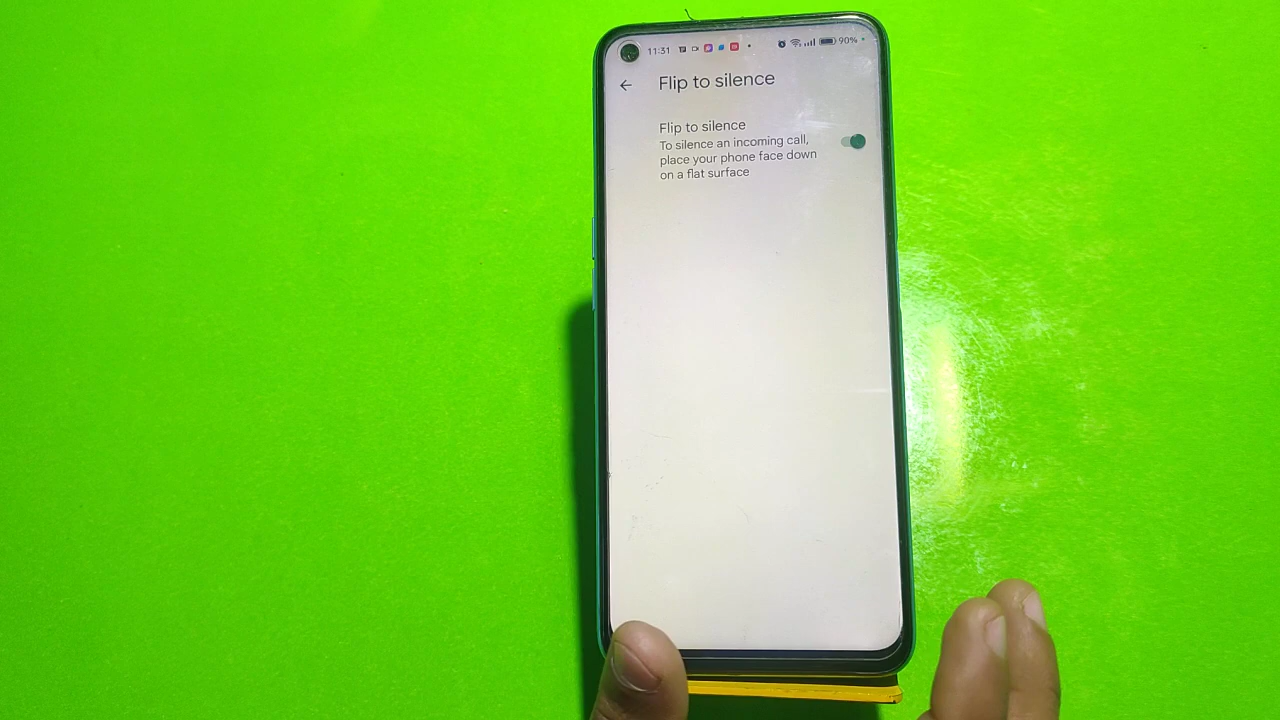 11:31 90%
Flip to silence
Flip to silence
To silence an incoming call,
place your phone face down
on a flat surface